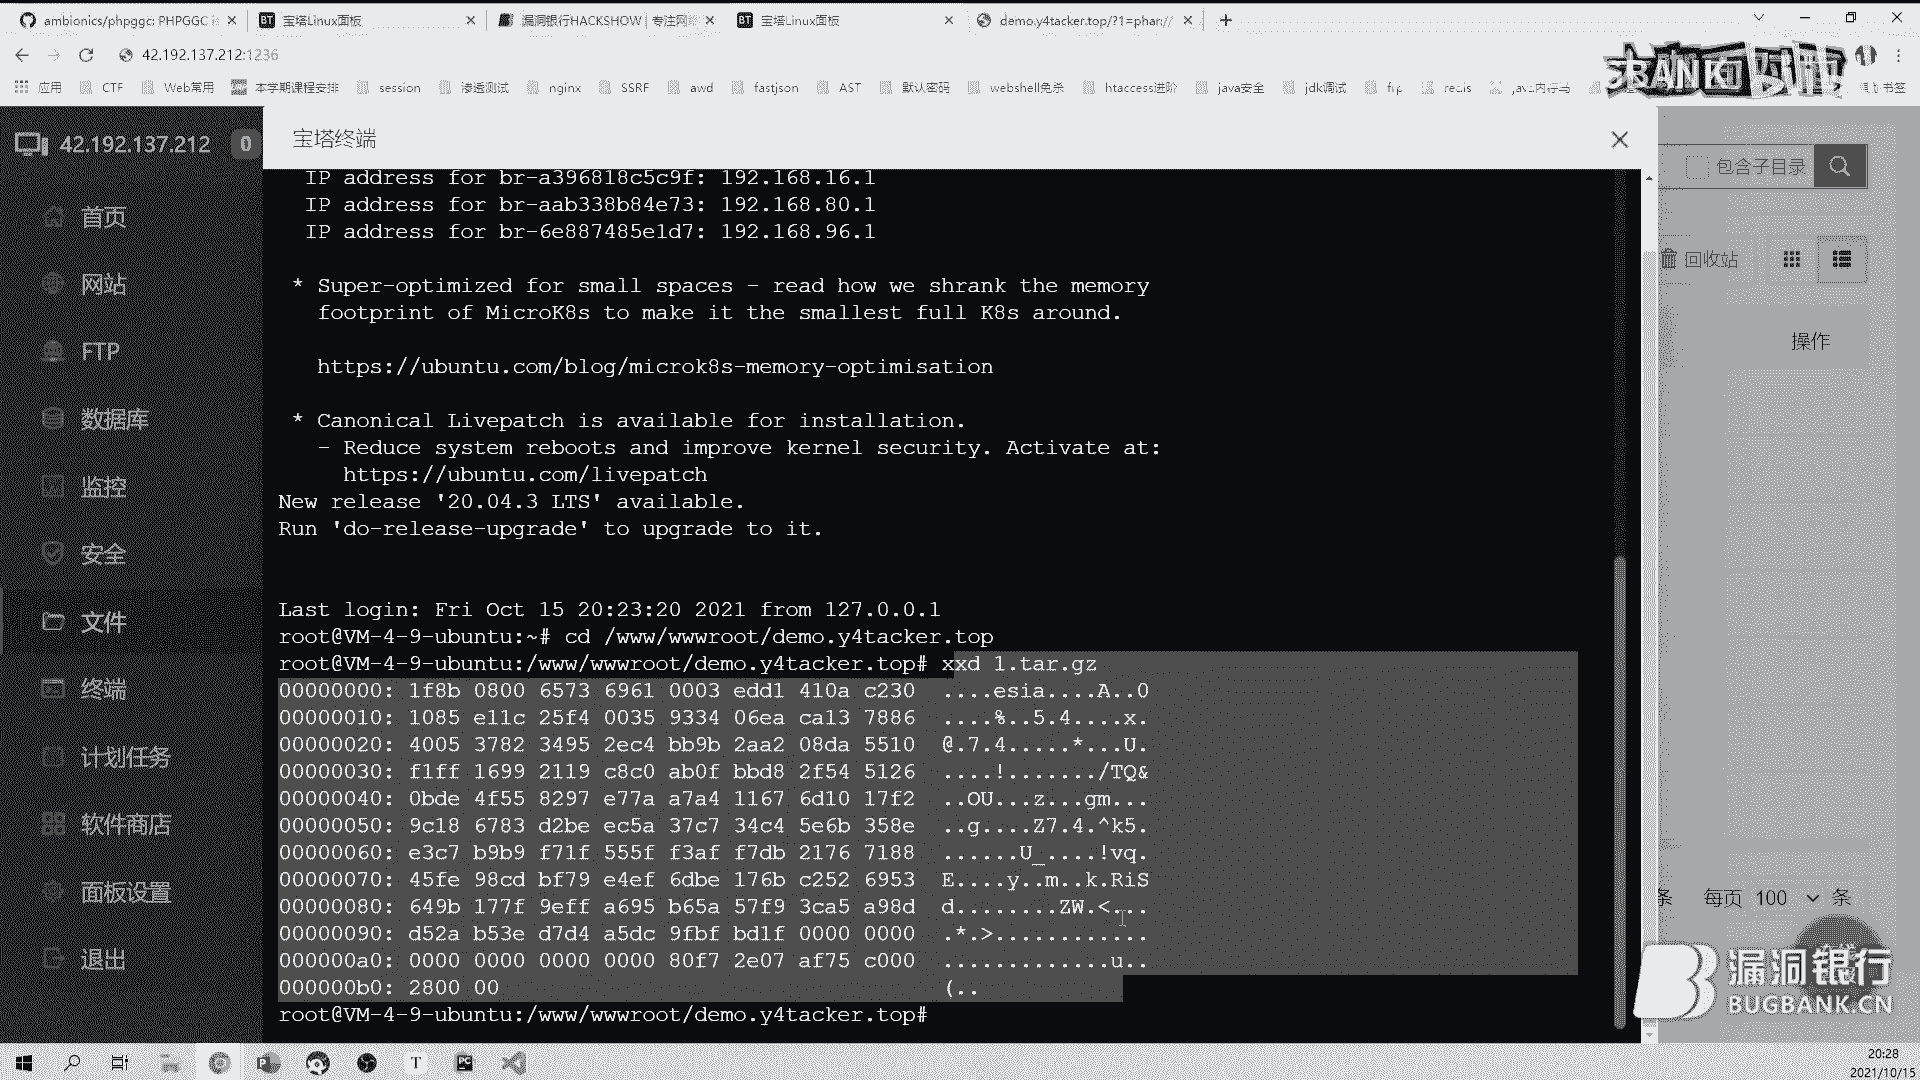 ambionics/phpggc: PHPGGC is
宝塔Linux面板
漏洞银行HACKSHOW | 专注网络
宝塔Linux面板
demo.y4tacker.top/?1=phar://
42.192.137.212:1236
应用
CTF
Web常用
本学期课程安排
session
渗透测试
nginx
SSRF
awd
fastjson
AST
默认密码
webshell免杀
htaccess进阶
java安全
jdk调试
java内存马
书签
BANK
42.192.137.212
0
宝塔终端
包含子目录
首页
网站
FTP
数据库
监控
安全
文件
终端
计划任务
软件商店
面板设置
退出
IP address for br-a396818c5c9f: 192.168.16.1
IP address for br-aab338b84e73: 192.168.80.1
IP address for br-6e887485e1d7: 192.168.96.1
* Super-optimized for small spaces - read how we shrank the memory
footprint of MicroK8s to make it the smallest full K8s around.
https://ubuntu.com/blog/microk8s-memory-optimisation
* Canonical Livepatch is available for installation.
- Reduce system reboots and improve kernel security. Activate at:
https://ubuntu.com/livepatch
New release '20.04.3 LTS' available.
Run 'do-release-upgrade' to upgrade to it.
Last login: Fri Oct 15 20:23:20 2021 from 127.0.0.1
root@VM-4-9-ubuntu:~# cd /www/wwwroot/demo.y4tacker.top
root@VM-4-9-ubuntu:/www/wwwroot/demo.y4tacker.top# xxd 1.tar.gz
00000000: 1f8b 0800 6573 6961 0003 edd1 410a c230 ....esia....A..0
00000010: 1085 e11c 25f4 0035 9334 06ea ca13 7886 ....%..5.4....x.
00000020: 4005 3782 3495 2ec4 bb9b 2aa2 08da 5510 @.7.4.....*...U.
00000030: f1ff 1699 2119 c8c0 ab0f bbd8 2f54 5126 ....!......./TQ&
00000040: 0bde 4f55 8297 e77a a7a4 1167 6d10 17f2 ..OU...z...gm...
00000050: 9c18 6783 d2be ec5a 37c7 34c4 5e6b 358e ..g....Z7.4.^k5.
00000060: e3c7 b9b9 f71f 555f f3af f7db 2176 7188 ......U_....!vq.
00000070: 45fe 98cd bf79 e4ef 6dbe 176b c252 6953 E....y..m..k.RiS
00000080: 649b 177f 9eff a695 b65a 57f9 3ca5 a98d d........ZW.<...
00000090: d52a b53e d7d4 a5dc 9fbf bd1f 0000 0000 .*.>............
000000a0: 0000 0000 0000 0000 80f7 2e07 af75 c000 .............u..
000000b0: 2800 00 (..
root@VM-4-9-ubuntu:/www/wwwroot/demo.y4tacker.top#
回收站
操作
条
每页
100
条
漏洞银行
BUGBANK.CN
20:28
2021/10/15